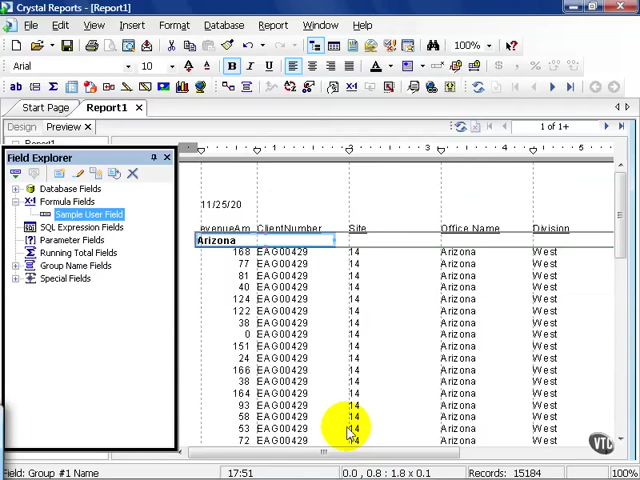 Crystal Reports - [Report1]
File Edit View Insert Format Database Report Window Help
100%
Arial 10 B I U A $ %
ab
Start Page Report1
Design Preview 1 of 1+
Report1
Field Explorer
1 2 3 4 5
Database Fields
Formula Fields
Sample User Field
SQL Expression Fields
Parameter Fields
Running Total Fields
Group Name Fields
Special Fields
11/25/20
evenueAm ClientNumber Site Office Name Division
Arizona
168 EAG00429 14 Arizona West
77 EAG00429 14 Arizona West
81 EAG00429 14 Arizona West
40 EAG00429 14 Arizona West
124 EAG00429 14 Arizona West
122 EAG00429 14 Arizona West
38 EAG00429 14 Arizona West
0 EAG00429 14 Arizona West
151 EAG00429 14 Arizona West
24 EAG00429 14 Arizona West
166 EAG00429 14 Arizona West
38 EAG00429 14 Arizona West
164 EAG00429 14 Arizona West
93 EAG00429 14 Arizona West
58 EAG00429 14 Arizona West
53 EAG00429 14 Arizona West
72 EAG00429 14 Arizona West
VTC
Field: Group #1 Name 17:51 0.0 , 0.8 : 1.8 x 0.1 Records: 15184 100%